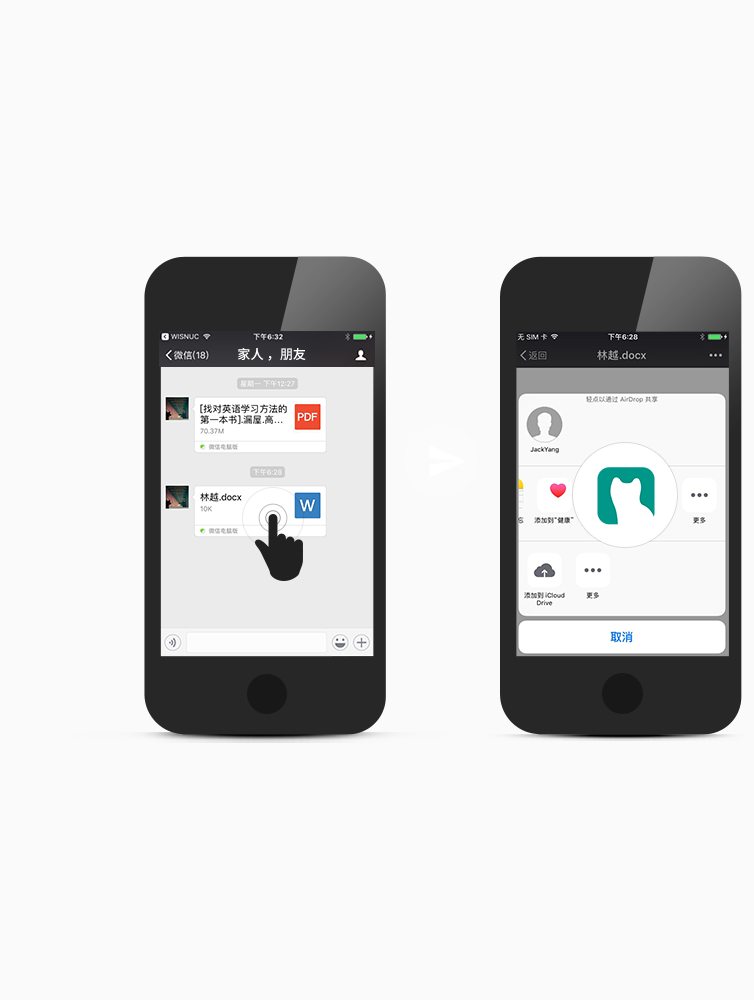 WISNUC
下午6:32
微信(18)
家人 ，朋友
星期一 下午12:27
[找对英语学习方法的
第一本书].漏屋.高...
PDF
70.37M
微信电脑版
下午6:28
林越.docx
W
10K
微信电脑版
无 SIM 卡
下午6:28
返回
林越.docx
轻点以通过 AirDrop 共享
JackYang
忘
添加到“健康”
更多
添加到 iCloud
Drive
更多
取消